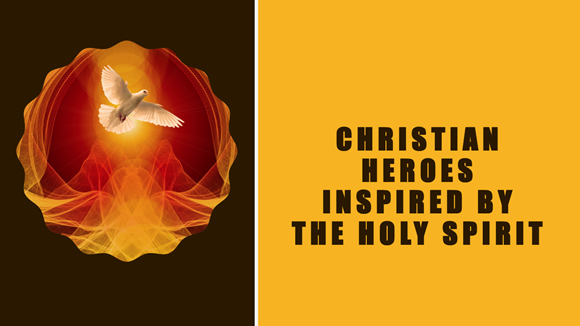 CHRISTIAN
HEROES
INSPIRED BY
THE HOLY SPIRIT